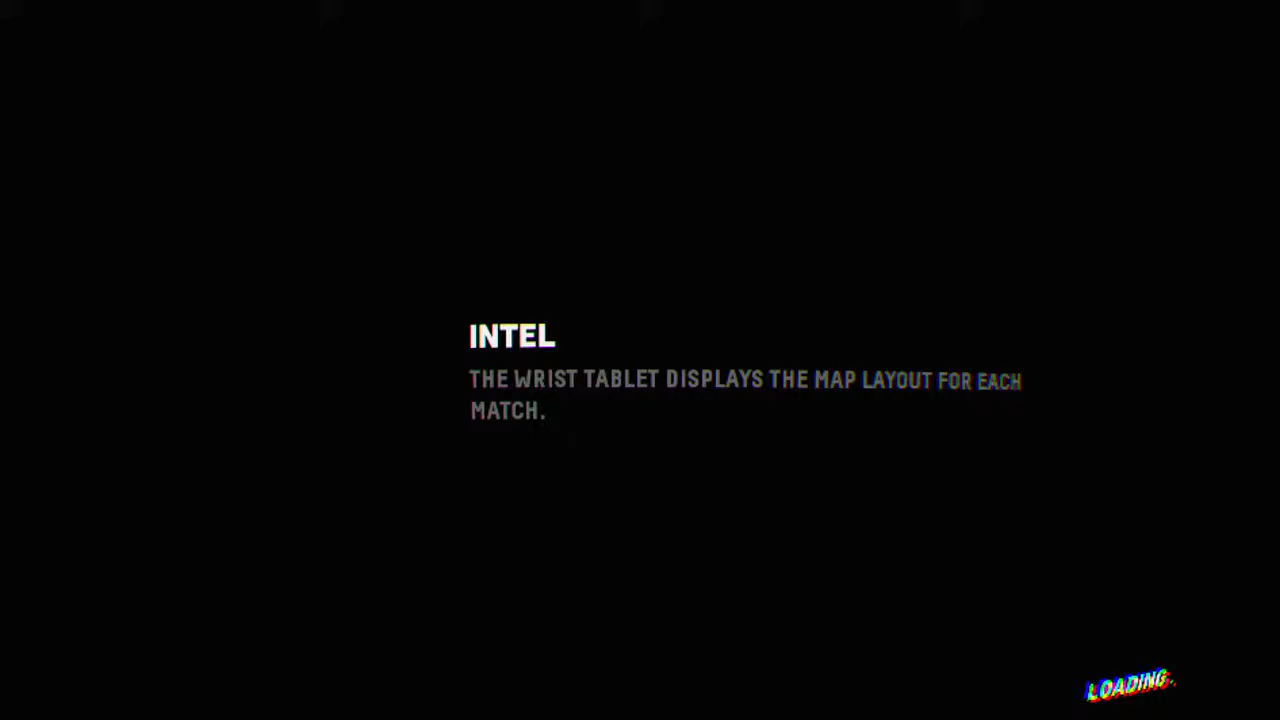 INTEL
THE WRIST TABLET DISPLAYS THE MAP LAYOUT FOR EACH
MATCH.
LOADING.